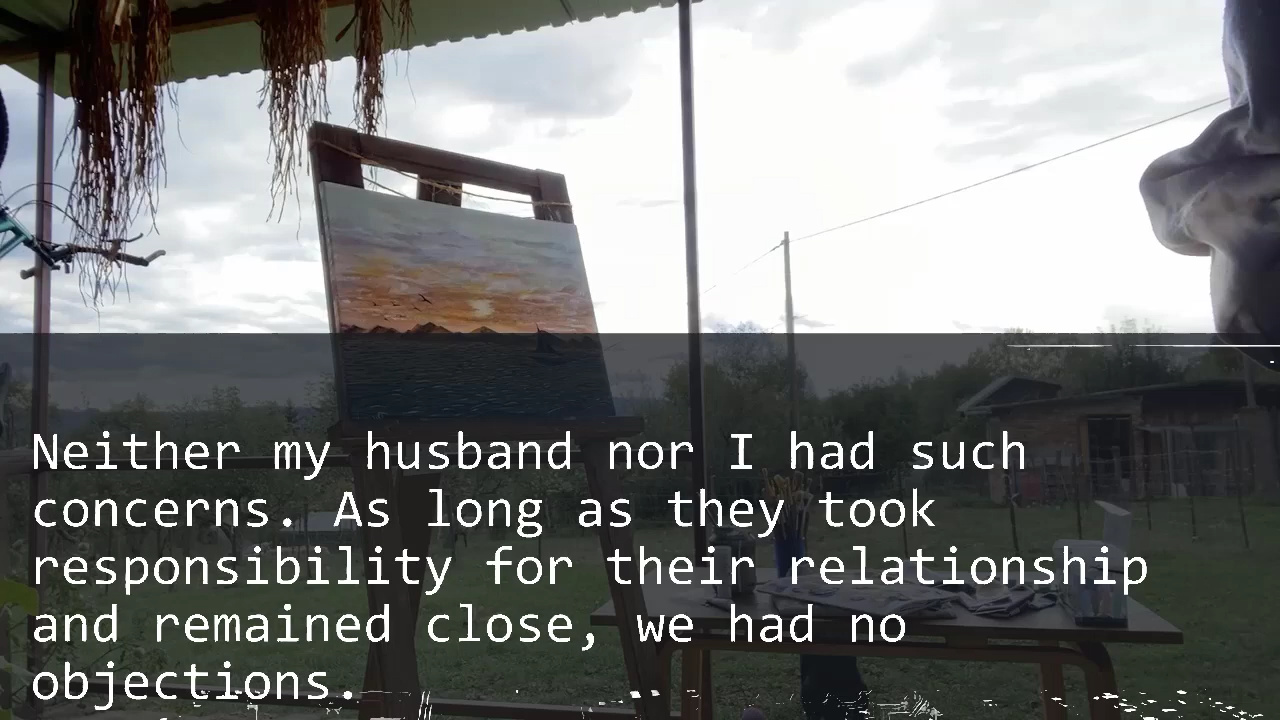 Neither my husband nor I had such
concerns. As long as they took
responsibility for their relationship
and remained close, we had no
objections.